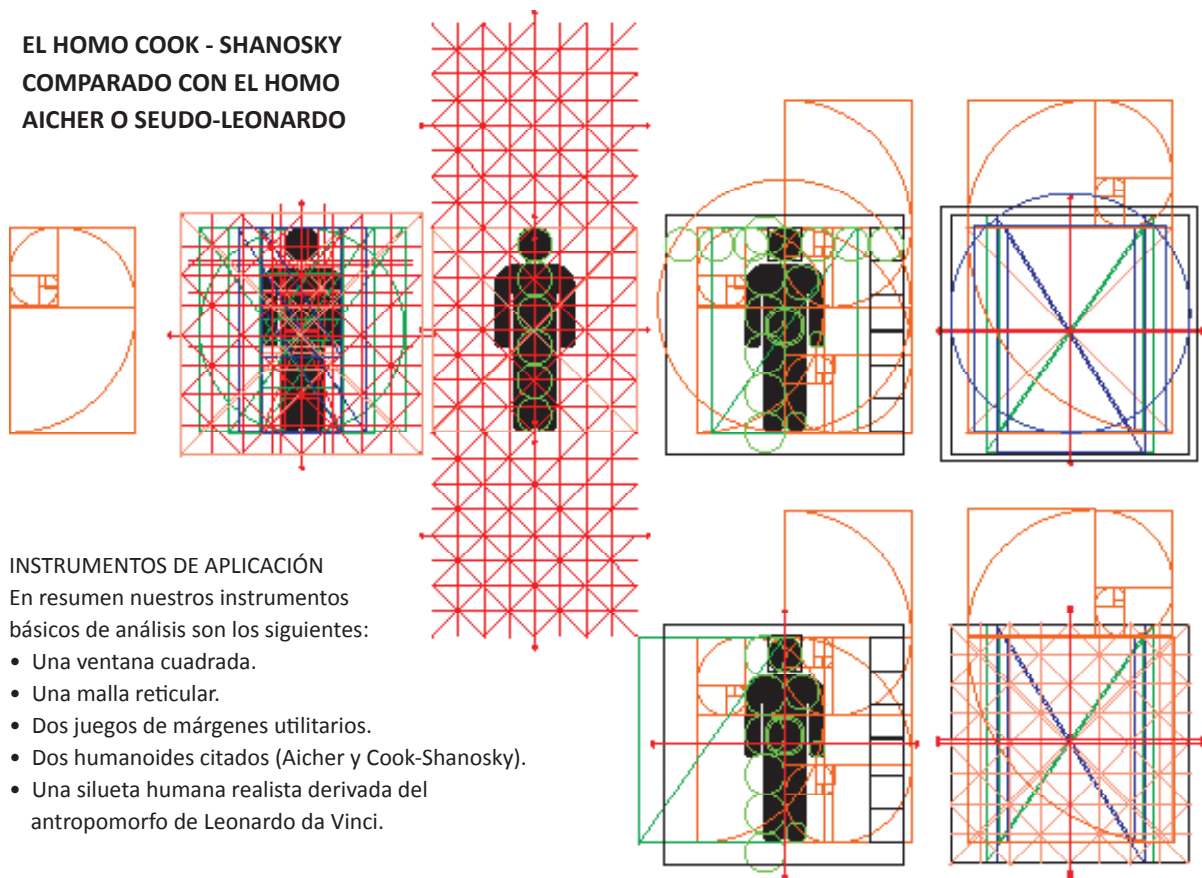 EL HOMO COOK - SHANOSKY
COMPARADO CON EL HOMO
AICHER O SEUDO-LEONARDO
INSTRUMENTOS DE APLICACIÓN
En resumen nuestros instrumentos
básicos de análisis son los siguientes:
• Una ventana cuadrada.
• Una malla reticular.
• Dos juegos de márgenes utilitarios.
• Dos humanoides citados (Aicher y Cook-Shanosky).
• Una silueta humana realista derivada del
antropomorfo de Leonardo da Vinci.